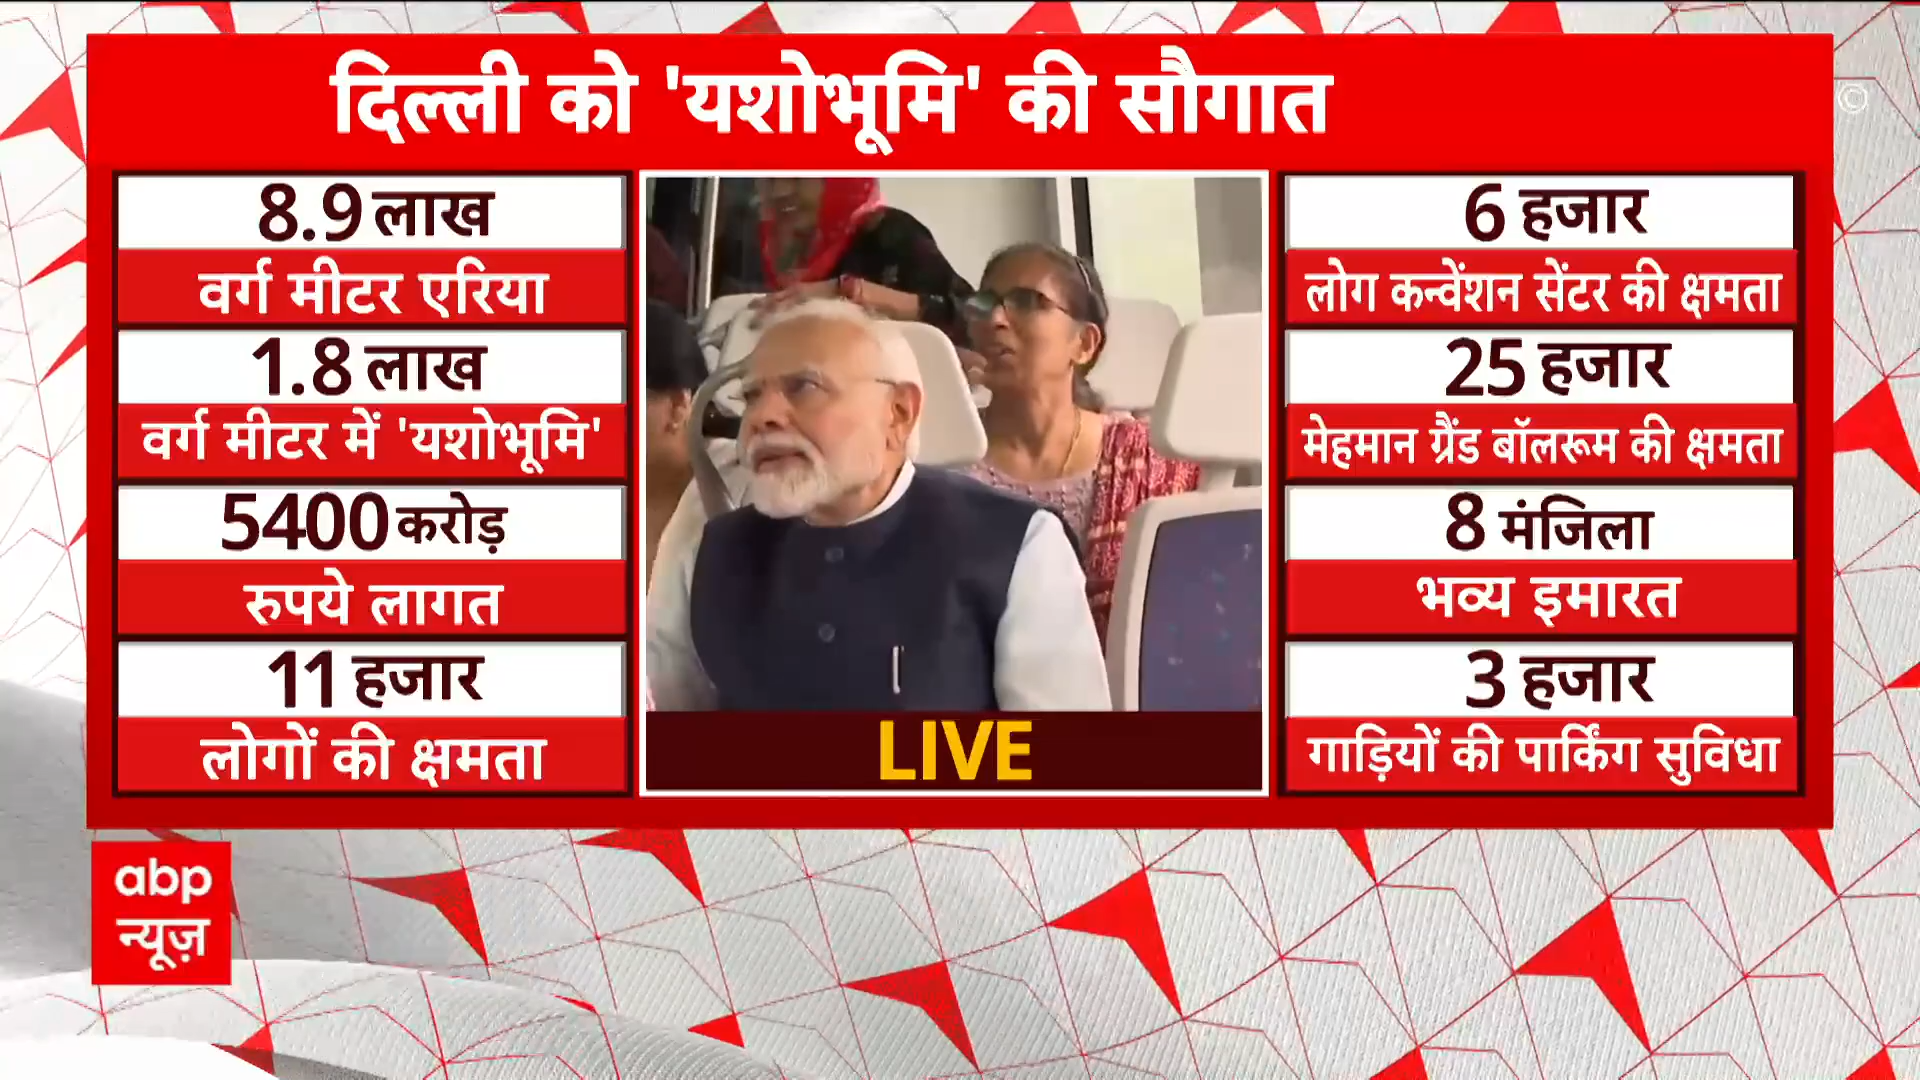 दिल्ली को 'यशोभूमि' की सौगात
©
8.9 लाख
वर्ग मीटर एरिया
1.8 लाख
वर्ग मीटर में 'यशोभूमि'
5400 करोड़
रुपये लागत
11 हजार
लोगों की क्षमता
LIVE
6 हजार
लोग कन्वेंशन सेंटर की क्षमता
25 हजार
मेहमान ग्रैंड बॉलरूम की क्षमता
8 मंजिला
भव्य इमारत
3 हजार
गाड़ियों की पार्किंग सुविधा
abp
न्यूज़